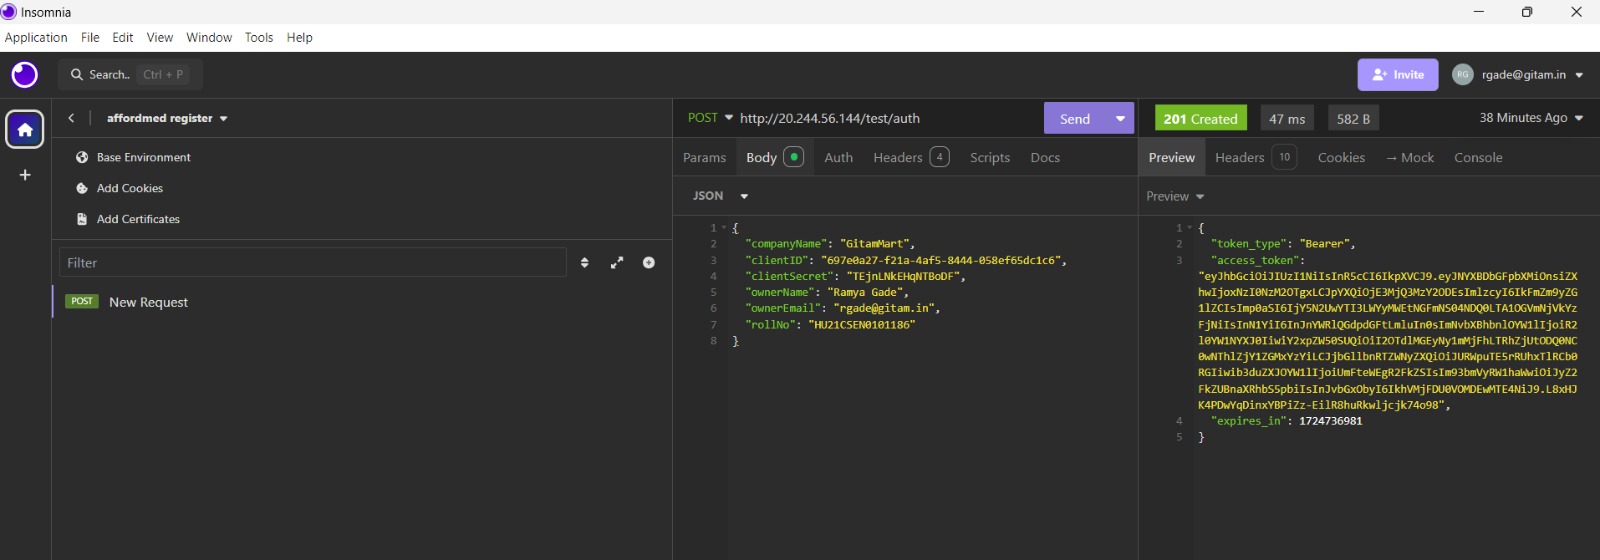 Insomnia
Application File Edit View Window Tools Help
Search.. Ctrl + P
Invite
RG rgade@gitam.in
affordmed register
Base Environment
Add Cookies
Add Certificates
Filter
POST New Request
POST http://20.244.56.144/test/auth
Send
Params Body Auth Headers 4 Scripts Docs
JSON
1 {
2 "companyName": "GitamMart",
3 "clientID": "697e0a27-f21a-4af5-8444-058ef65dc1c6",
4 "clientSecret": "TEjnLNkEHqNTBoDF",
5 "ownerName": "Ramya Gade",
6 "ownerEmail": "rgade@gitam.in",
7 "rollNo": "HU21CSEN0101186"
8 }
201 Created 47 ms 582 B 38 Minutes Ago
Preview Headers 10 Cookies → Mock Console
Preview
1 {
2 "token_type": "Bearer",
3 "access_token":
4 "expires_in": 1724736981
5 }